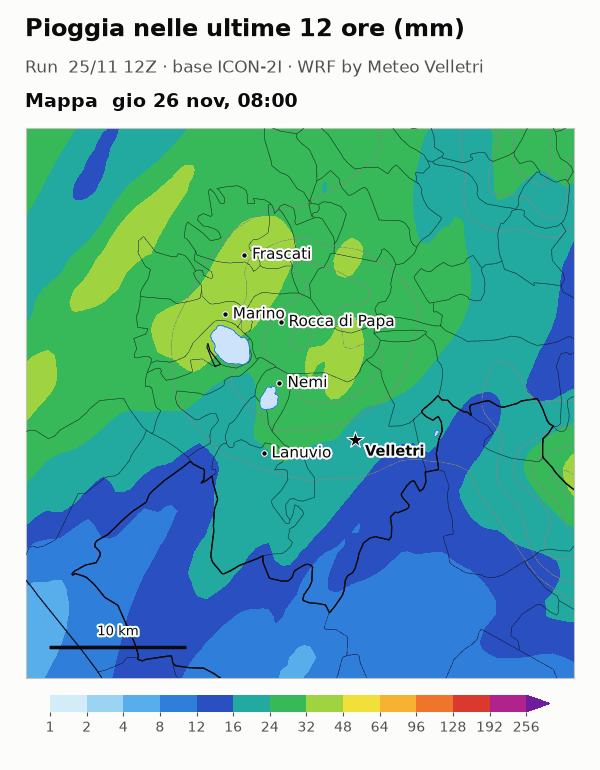 Pioggia nelle ultime 12 ore (mm)
Run 25/11 12Z · base ICON-2I · WRF by Meteo Velletri
Mappa gio 26 nov, 08:00
Frascati
Marino
Rocca di Papa
Nemi
Velletri
Lanuvio
10 km
1 2 4 8 12 16 24 32 48 64 96 128 192 256